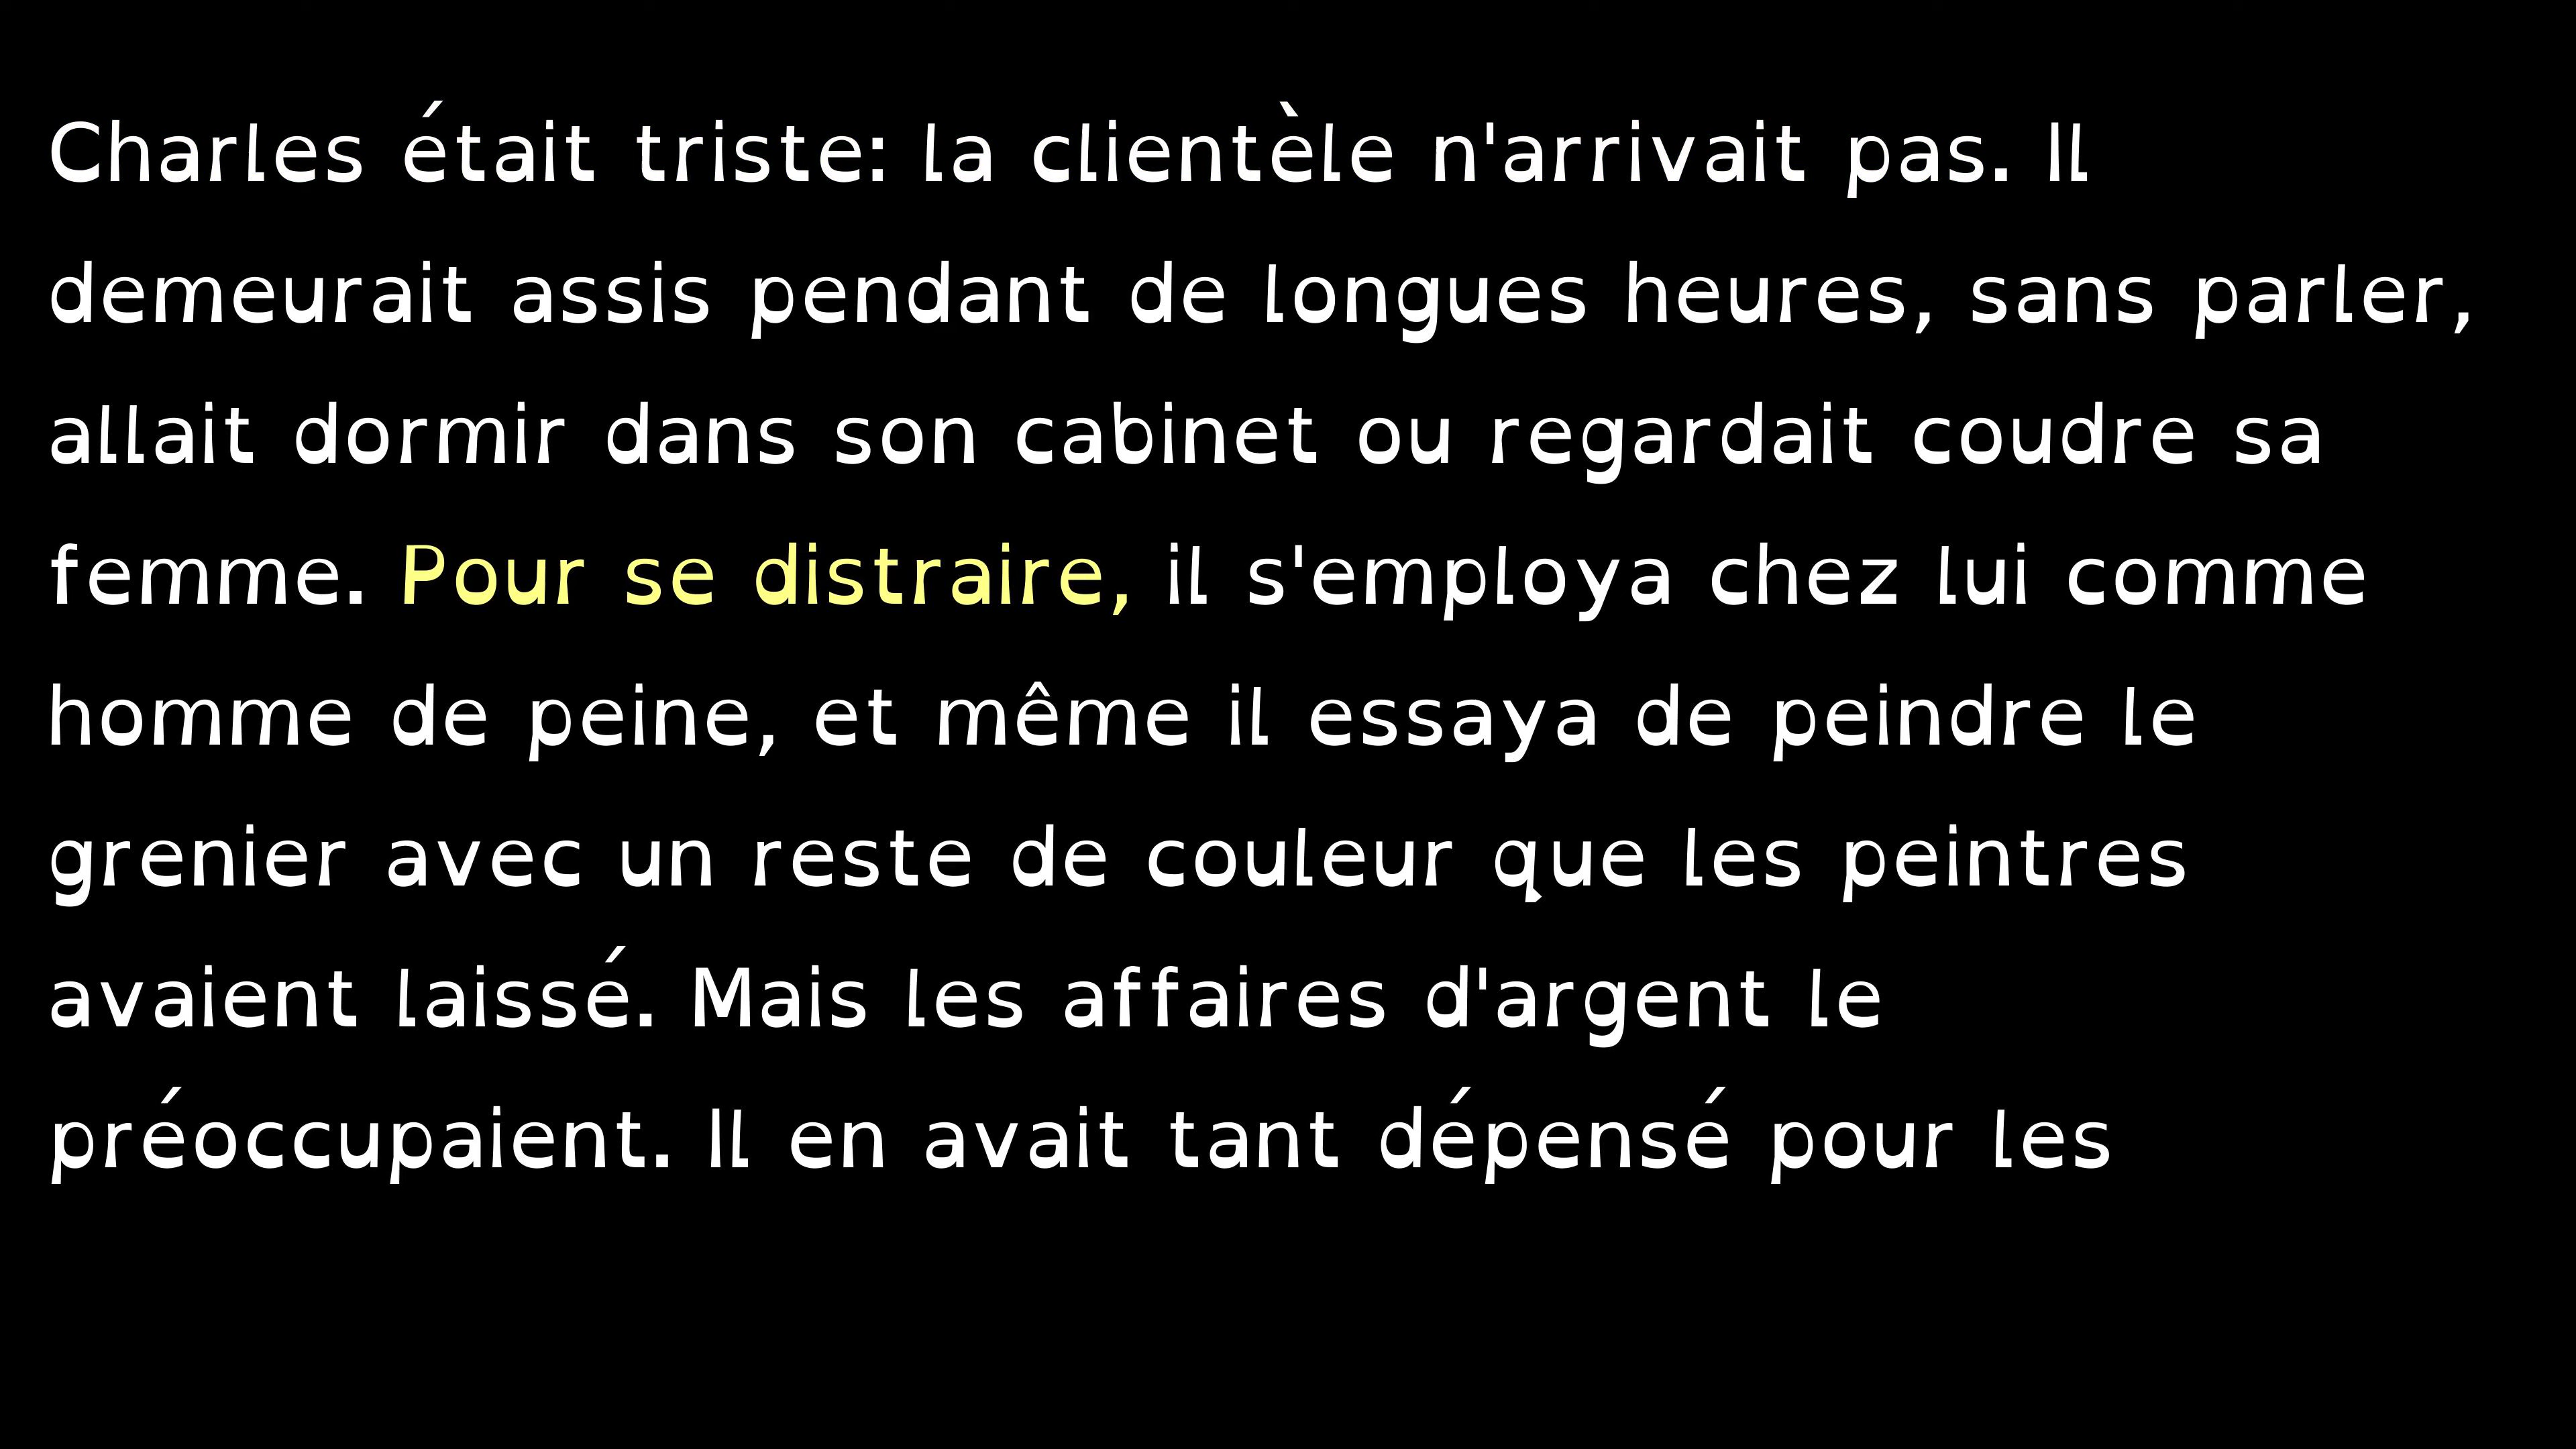 Charles était triste: la clientèle n'arrivait pas. Il
demeurait assis pendant de longues heures, sans parler,
allait dormir dans son cabinet ou regardait coudre sa
femme. Pour se distraire, il s'employa chez lui comme
homme de peine, et même il essaya de peindre le
grenier avec un reste de couleur que les peintres
avaient laissé. Mais les affaires d'argent le
préoccupaient. Il en avait tant dépensé pour les